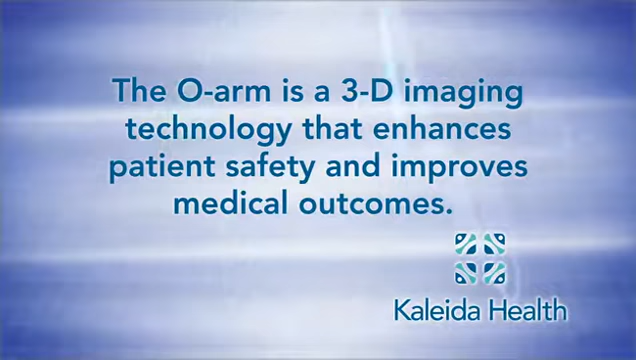 The O-arm is a 3-D imaging
technology that enhances
patient safety and improves
medical outcomes.
Kaleida Health